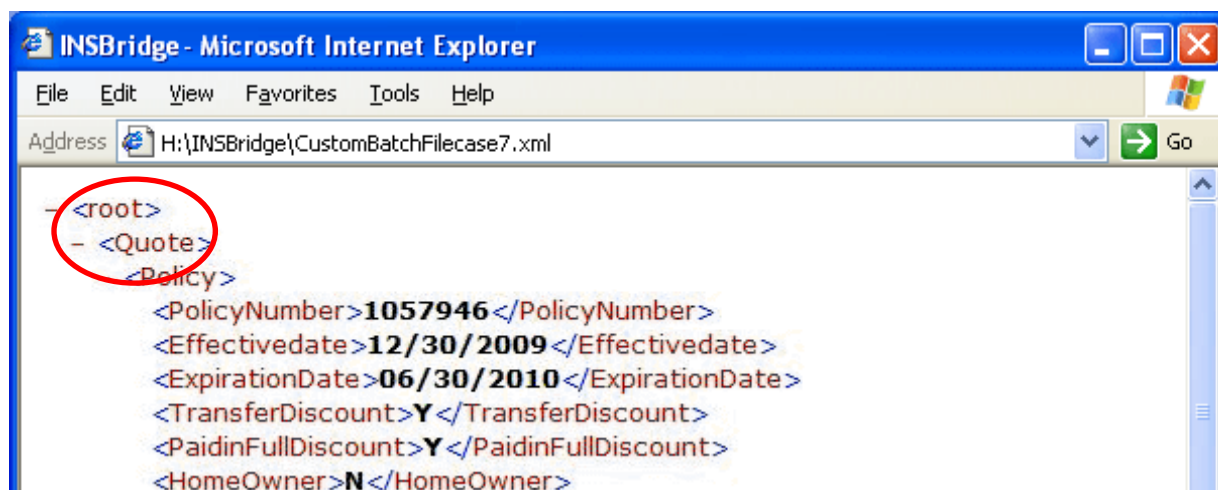 INSBridge - Microsoft Internet Explorer
File Edit View Favorites Tools Help
Address H:\INSBridge\CustomBatchFilecase7.xml Go
- <root>
- <Quote>
<Policy>
<PolicyNumber>1057946</PolicyNumber>
<Effectivedate>12/30/2009</Effectivedate>
<ExpirationDate>06/30/2010</ExpirationDate>
<TransferDiscount>Y</TransferDiscount>
<PaidinFullDiscount>Y</PaidinFullDiscount>
<HomeOwner>N</HomeOwner>